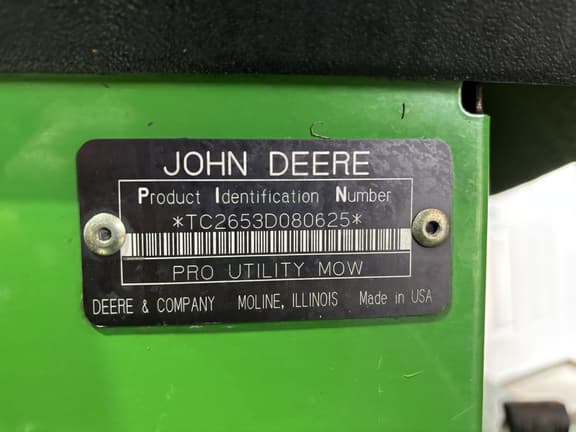 JOHN DEERE
Product Identification Number
*TC2653D080625*
PRO UTILITY MOW
DEERE & COMPANY MOLINE, ILLINOIS Made in USA